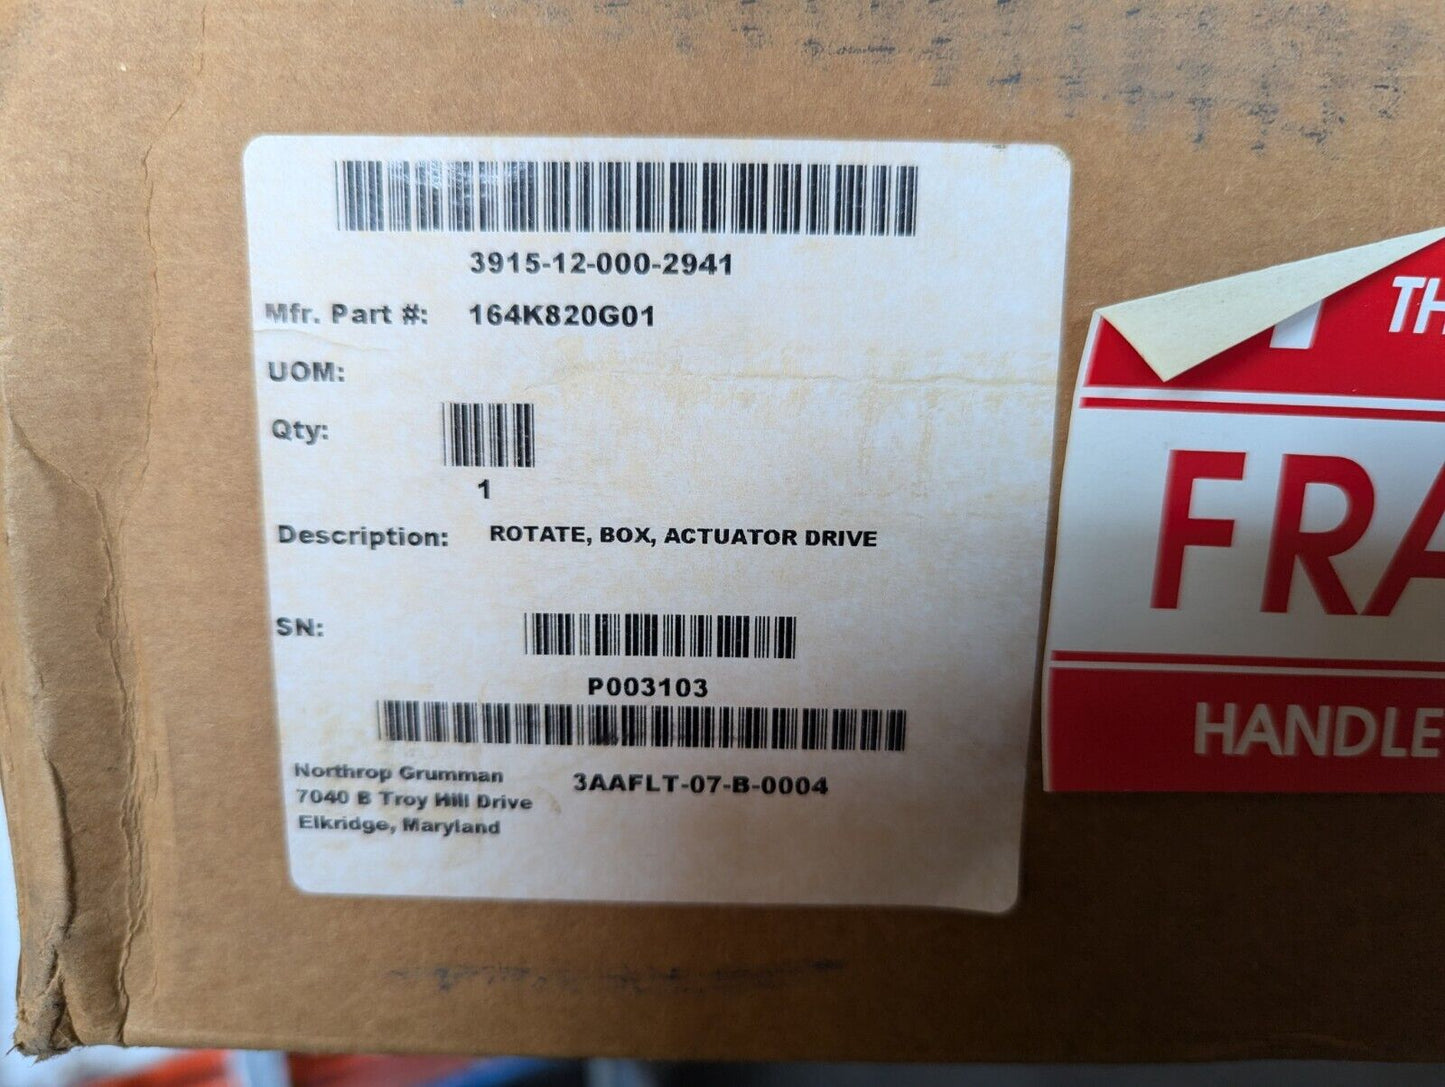 3915-12-000-2941
Mfr. Part #: 164K820G01
UOM:
Qty:
1
Description: ROTATE, BOX, ACTUATOR DRIVE
SN:
P003103
3AAFLT-07-B-0004
Northrop Grumman
7040 B Troy Hill Drive
Elkridge, Maryland
TH
FRA
HANDLE